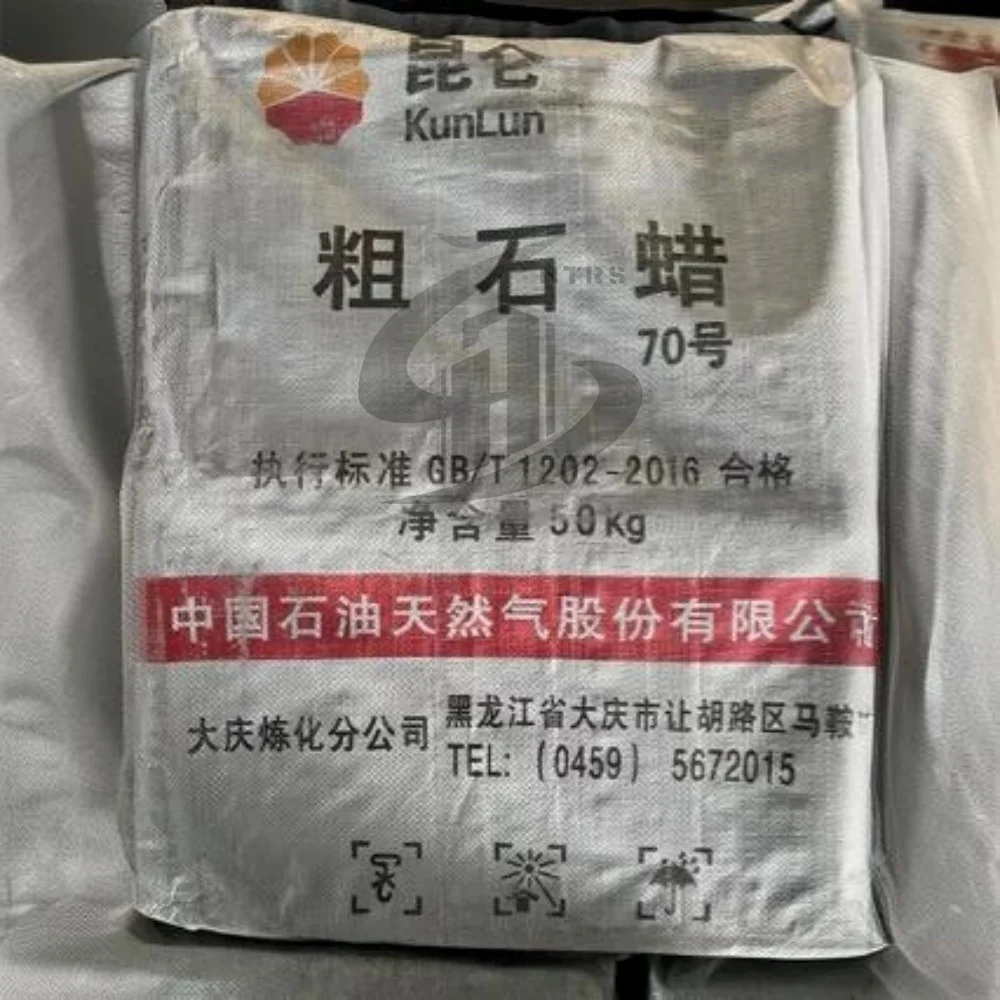 昆仑
KunLun
粗石蜡
TRS
70号
执行标准 GB/T 1202-2016 合格
净含量 50kg
中国石油天然气股份有限公司
大庆炼化分公司
黑龙江省大庆市让胡路区马鞍
TEL: (0459) 5672015